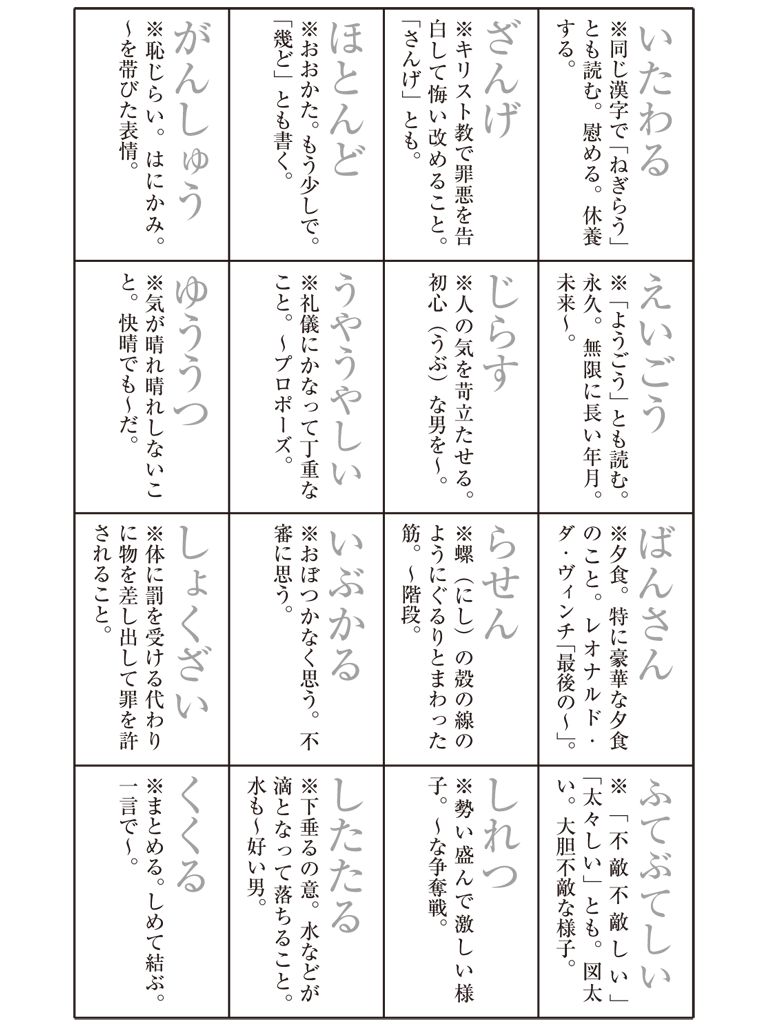 いたわる
※同じ漢字で「ねぎらう」
とも読む。慰める。休養
する。
ざんげ
※キリスト教で罪悪を告
白して悔い改めること。
「さんげ」とも。
ほとんど
※おおかた。もう少しで。
「幾ど」とも書く。
がんしゅう
※恥じらい。はにかみ。
～を帯びた表情。
えいごう
※「ようごう」とも読む。
永久。無限に長い年月。
未来～。
じらす
※人の気を苛立たせる。
初心（うぶ）な男を～。
うやうやしい
※礼儀にかなって丁重な
こと。～プロポーズ。
ゆううつ
※気が晴れ晴れしないこ
と。快晴でも～だ。
ばんさん
※夕食。特に豪華な夕食
のこと。レオナルド・
ダ・ヴィンチ「最後の～」。
らせん
※螺（にし）の殻の線の
ようにぐるりとまわった
筋。～階段。
いぶかる
※おぼつかなく思う。不
審に思う。
しょくざい
※体に罰を受ける代わり
に物を差し出して罪を許
されること。
ふてぶてしい
※「不敵不敵しい」
「太々しい」とも。図太
い。大胆不敵な様子。
しれつ
※勢い盛んで激しい様
子。～な争奪戦。
したたる
※下垂るの意。水などが
滴となって落ちること。
水も～好い男。
くくる
※まとめる。しめて結ぶ。
一言で～。